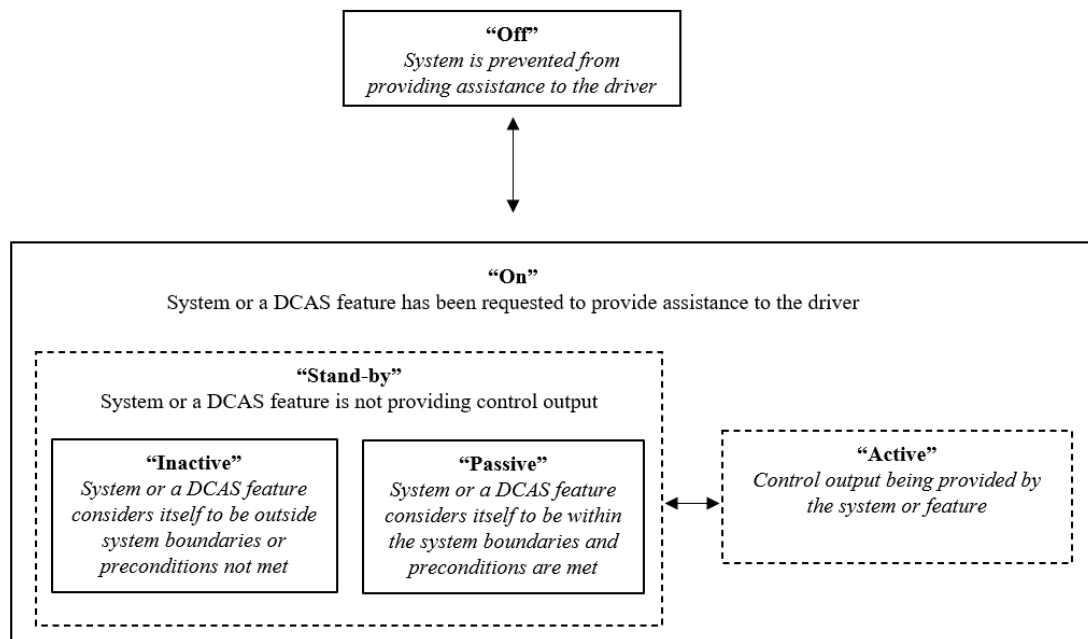 “Off”
System is prevented from
providing assistance to the driver
“On”
System or a DCAS feature has been requested to provide assistance to the driver
“Stand-by”
System or a DCAS feature is not providing control output
“Inactive”
System or a DCAS feature
considers itself to be outside
system boundaries or
preconditions not met
“Passive”
System or a DCAS feature
considers itself to be within
the system boundaries and
preconditions are met
“Active”
Control output being provided by
the system or feature